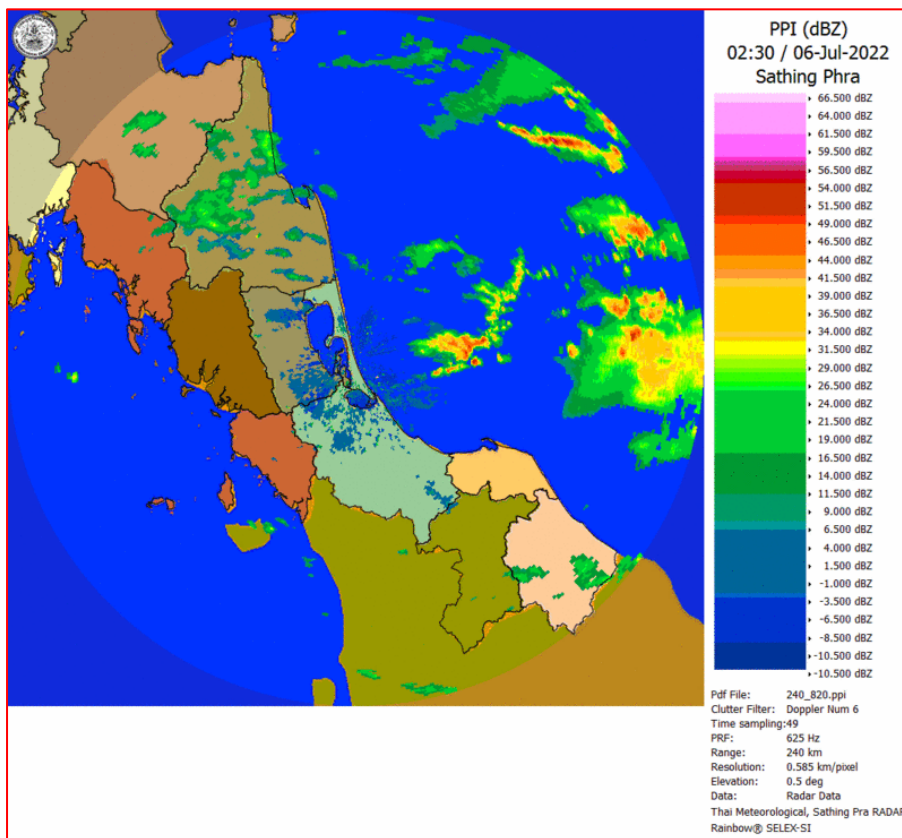 PPI (dBZ)
02:30 / 06-Jul-2022
Sathing Phra
66.500 dBZ
64.000 dBZ
61.500 dBZ
59.500 dBZ
56.500 dBZ
54.000 dBZ
51.500 dBZ
49.000 dBZ
46.500 dBZ
44.000 dBZ
41.500 dBZ
39.000 dBZ
36.500 dBZ
34.000 dBZ
31.500 dBZ
29.000 dBZ
26.500 dBZ
24.000 dBZ
21.500 dBZ
19.000 dBZ
16.500 dBZ
11.500 dBZ
9.000 dBZ
6.500 dBZ
4.000 dBZ
1.500 dBZ
-1.000 dBZ
-3.500 dBZ
-6.500 dBZ
-8.500 dBZ
-10.500 dBZ
-10.500 dBZ
Pdf File: 240_820.ppi
Clutter Filter: Doppler Num 6
Time sampling:49
PRF: 625 Hz
Range: 240 km
Resolution: 0.585 km/pixel
Elevation: 0.5 deg
Data: Radar Data
Thai Meteorological, Sathing Pra RADAR
Rainbow® SELEX-SI